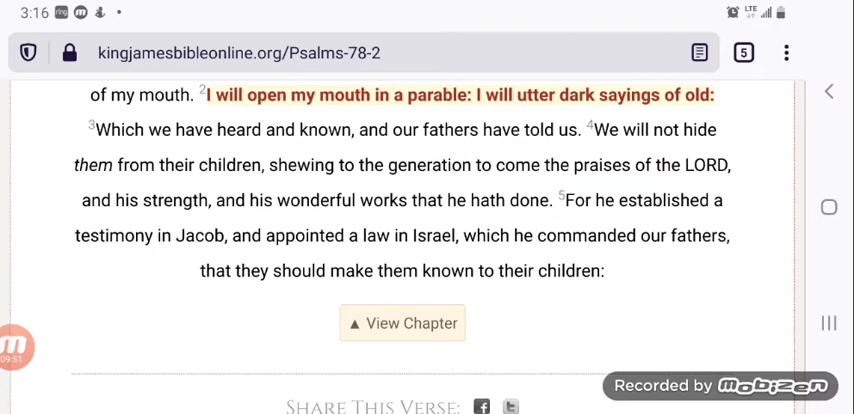 3:16 ring m LTE
kingjamesbibleonline.org/Psalms-78-2 5
of my mouth. 2I will open my mouth in a parable: I will utter dark sayings of old:
3Which we have heard and known, and our fathers have told us. 4We will not hide
them from their children, shewing to the generation to come the praises of the LORD,
and his strength, and his wonderful works that he hath done. 5For he established a
testimony in Jacob, and appointed a law in Israel, which he commanded our fathers,
that they should make them known to their children:
▲ View Chapter
m
09:51
Recorded by mobizen
SHARE THIS VERSE: f t